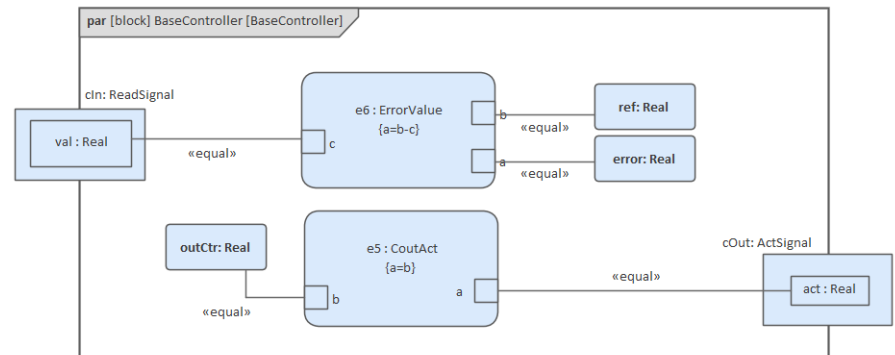 par [block] BaseController [BaseController]
cIn: ReadSignal
val : Real
«equal»
e6 : ErrorValue
{a=b-c}
c
b
a
«equal»
«equal»
ref: Real
error: Real
outCtr: Real
«equal»
e5 : CoutAct
{a=b}
b
a
«equal»
cOut: ActSignal
act : Real